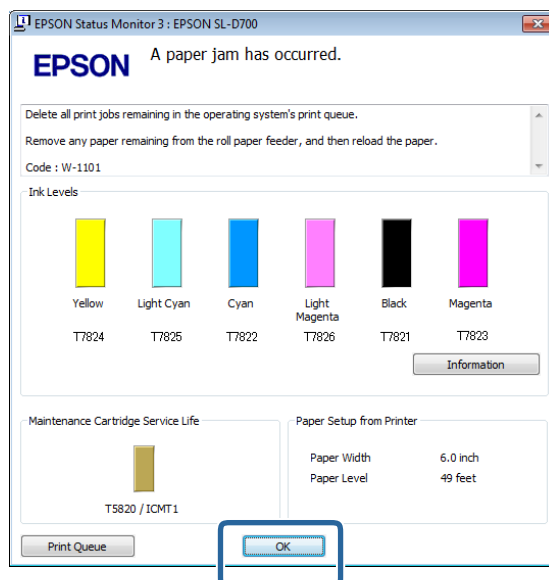 EPSON Status Monitor 3 : EPSON SL-D700
EPSON
A paper jam has occurred.
Delete all print jobs remaining in the operating system's print queue.
Remove any paper remaining from the roll paper feeder, and then reload the paper.
Code : W-1101
Ink Levels
Yellow Light Cyan Cyan Light Magenta Black Magenta
T7824 T7825 T7822 T7826 T7821 T7823
Information
Maintenance Cartridge Service Life
T5820 / ICMT1
Paper Setup from Printer
Paper Width 6.0 inch
Paper Level 49 feet
Print Queue OK